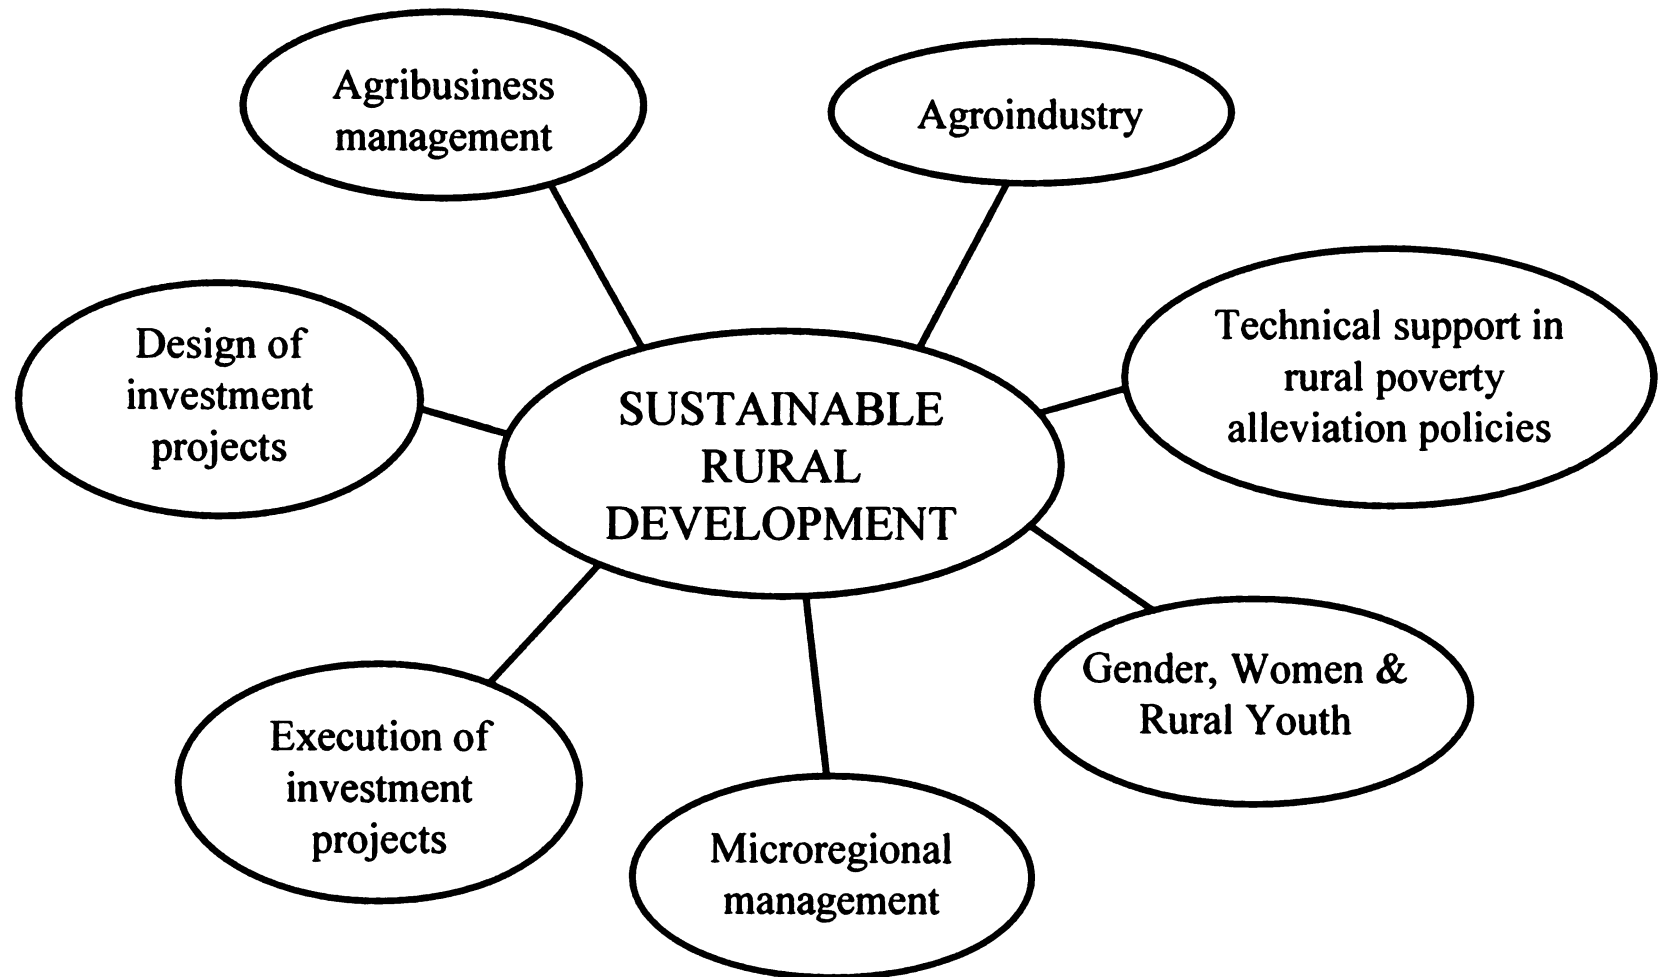 Agribusiness
management
Agroindustry
Technical support in
rural poverty
alleviation policies
Design of
investment
projects
SUSTAINABLE
RURAL
DEVELOPMENT
Gender, Women &
Rural Youth
Execution of
investment
projects
Microregional
management